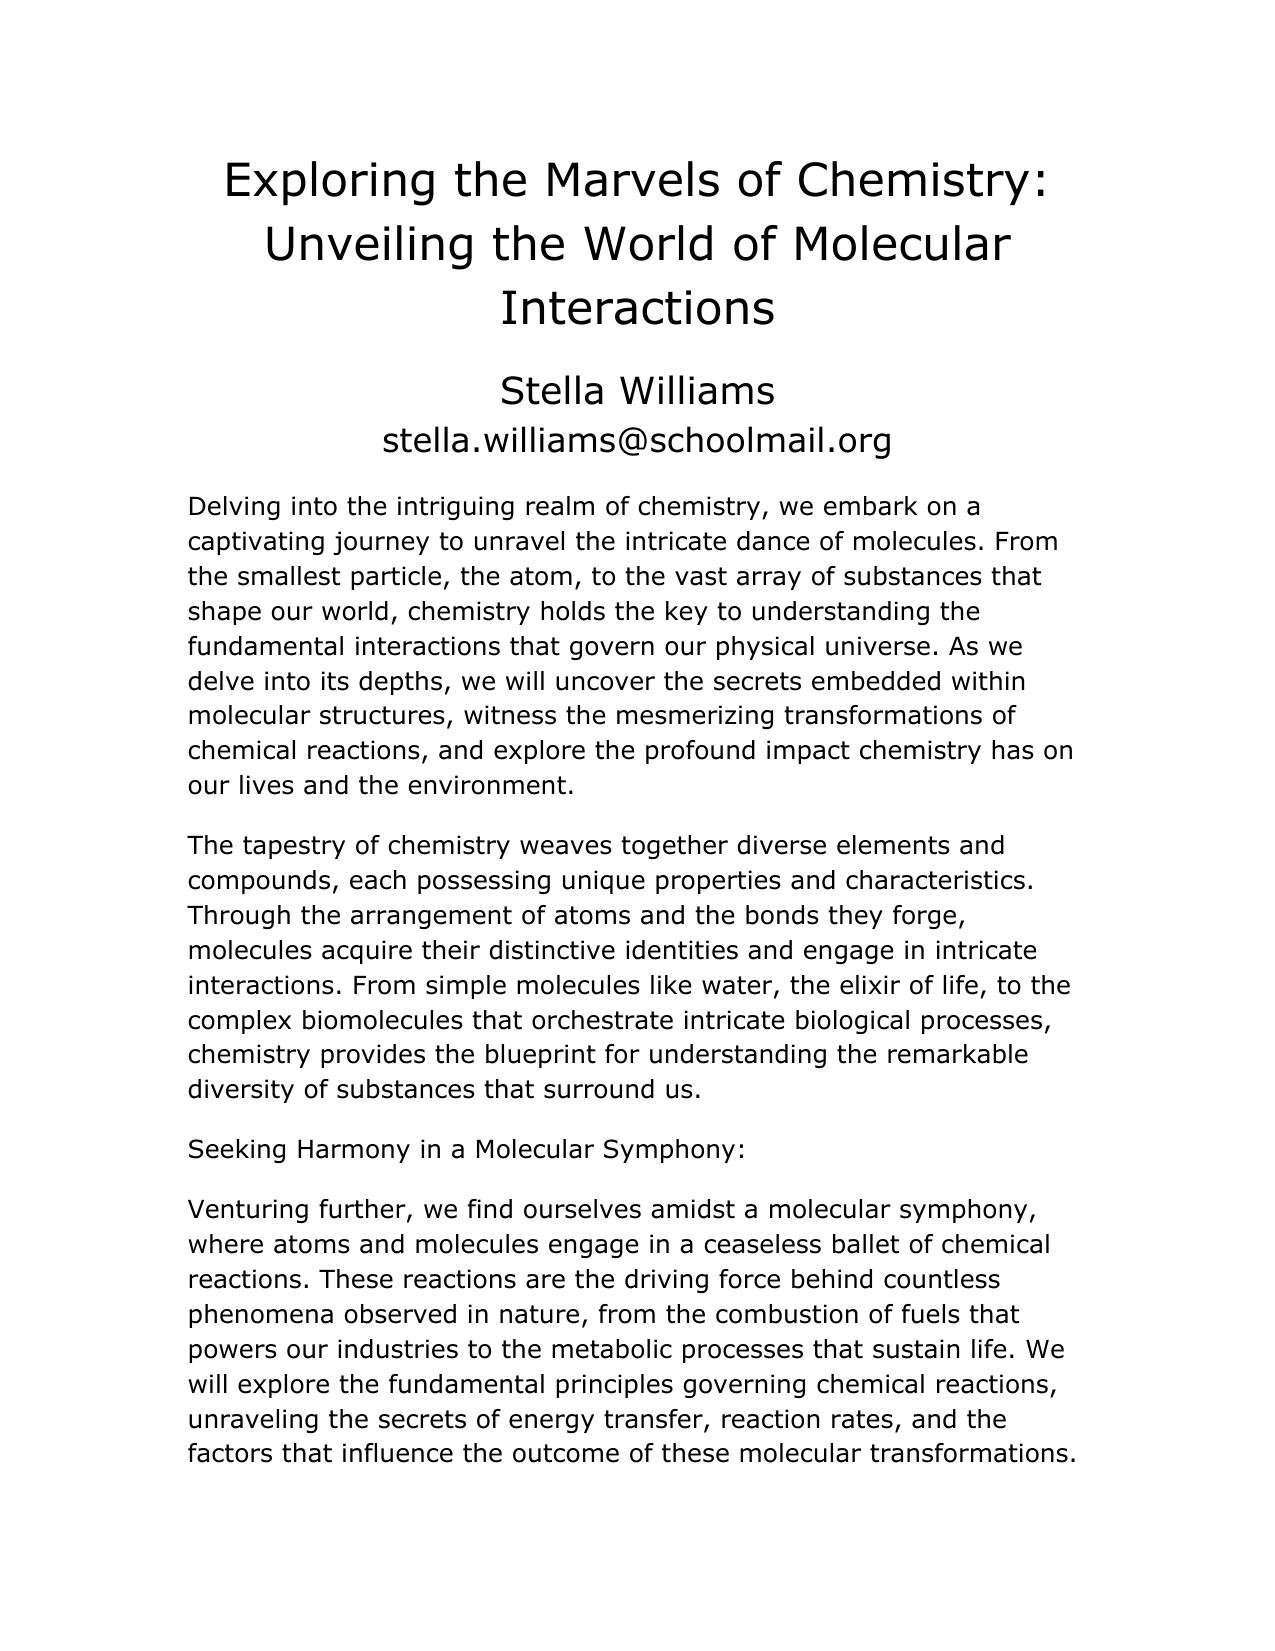 Exploring the Marvels of Chemistry:
Unveiling the World of Molecular
Interactions
Stella Williams
stella.williams@schoolmail.org
Delving into the intriguing realm of chemistry, we embark on a
captivating journey to unravel the intricate dance of molecules. From
the smallest particle, the atom, to the vast array of substances that
shape our world, chemistry holds the key to understanding the
fundamental interactions that govern our physical universe. As we
delve into its depths, we will uncover the secrets embedded within
molecular structures, witness the mesmerizing transformations of
chemical reactions, and explore the profound impact chemistry has on
our lives and the environment.
The tapestry of chemistry weaves together diverse elements and
compounds, each possessing unique properties and characteristics.
Through the arrangement of atoms and the bonds they forge,
molecules acquire their distinctive identities and engage in intricate
interactions. From simple molecules like water, the elixir of life, to the
complex biomolecules that orchestrate intricate biological processes,
chemistry provides the blueprint for understanding the remarkable
diversity of substances that surround us.
Seeking Harmony in a Molecular Symphony:
Venturing further, we find ourselves amidst a molecular symphony,
where atoms and molecules engage in a ceaseless ballet of chemical
reactions. These reactions are the driving force behind countless
phenomena observed in nature, from the combustion of fuels that
powers our industries to the metabolic processes that sustain life. We
will explore the fundamental principles governing chemical reactions,
unraveling the secrets of energy transfer, reaction rates, and the
factors that influence the outcome of these molecular transformations.